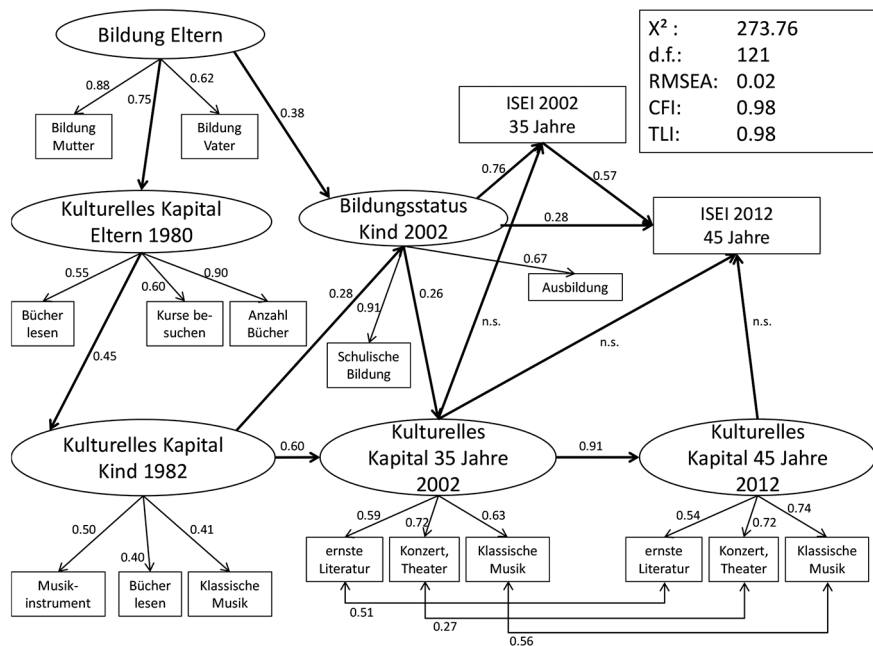 Bildung Eltern
X² : 273.76
d.f.: 121
RMSEA: 0.02
CFI: 0.98
TLI: 0.98
0.88
0.75
0.62
0.38
Bildung
Mutter
Bildung
Vater
ISEI 2002
35 Jahre
0.76
0.57
Kulturelles Kapital
Eltern 1980
Bildungsstatus
Kind 2002
0.28
ISEI 2012
45 Jahre
0.55
0.60
0.90
0.67
Bücher
lesen
Kurse be-
suchen
Anzahl
Bücher
0.28
0.91
0.26
Ausbildung
n.s.
n.s.
n.s.
0.45
Schulische
Bildung
Kulturelles Kapital
Kind 1982
0.60
Kulturelles
Kapital 35 Jahre
2002
0.91
Kulturelles
Kapital 45 Jahre
2012
0.50
0.40
0.41
0.59
0.72
0.63
0.54
0.72
0.74
Musik-
instrument
Bücher
lesen
Klassische
Musik
ernste
Literatur
Konzert,
Theater
Klassische
Musik
ernste
Literatur
Konzert,
Theater
Klassische
Musik
0.51
0.27
0.56